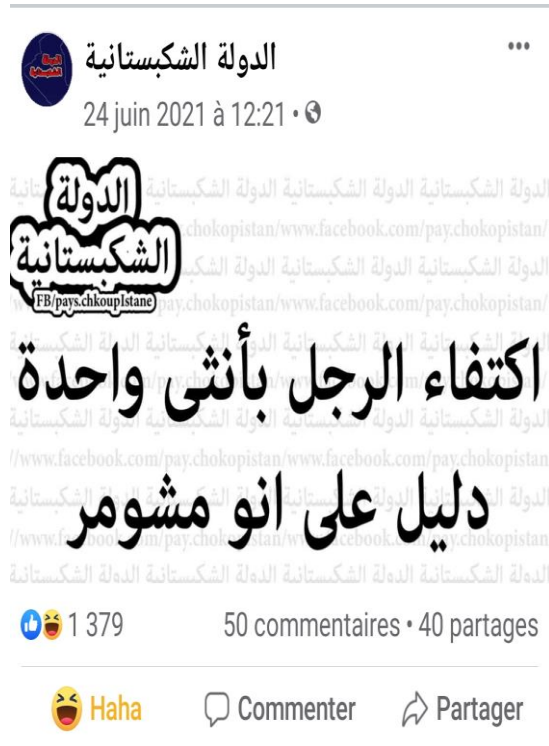 الدولة الشكبستانية
24 juin 2021 à 12:21
الدولة
الشكبستانية
FB/pays.chkoupIstane
اكتفاء الرجل بأنثى واحدة
دليل على انو مشومر
1 379
50 commentaires • 40 partages
Haha
Commenter
Partager